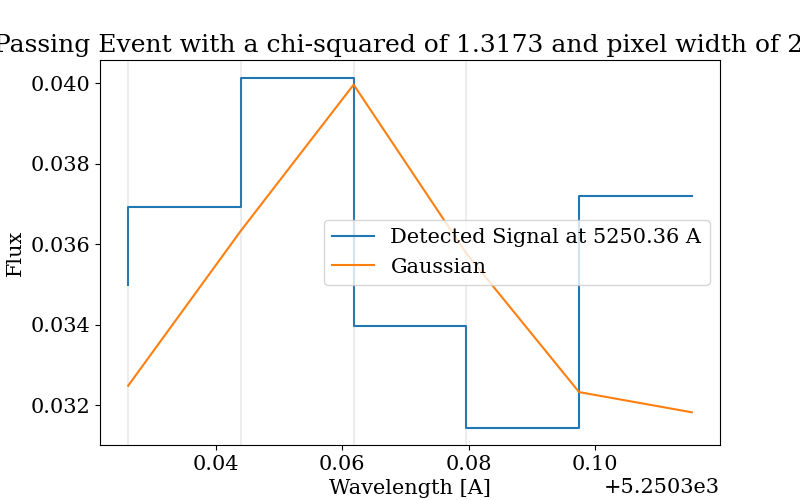 Passing Event with a chi-squared of 1.3173 and pixel width of 2
0.040
0.038
0.036
0.034
0.032
Flux
Detected Signal at 5250.36 A
Gaussian
0.04
0.06
0.08
0.10
Wavelength [A]
+5.2503e3